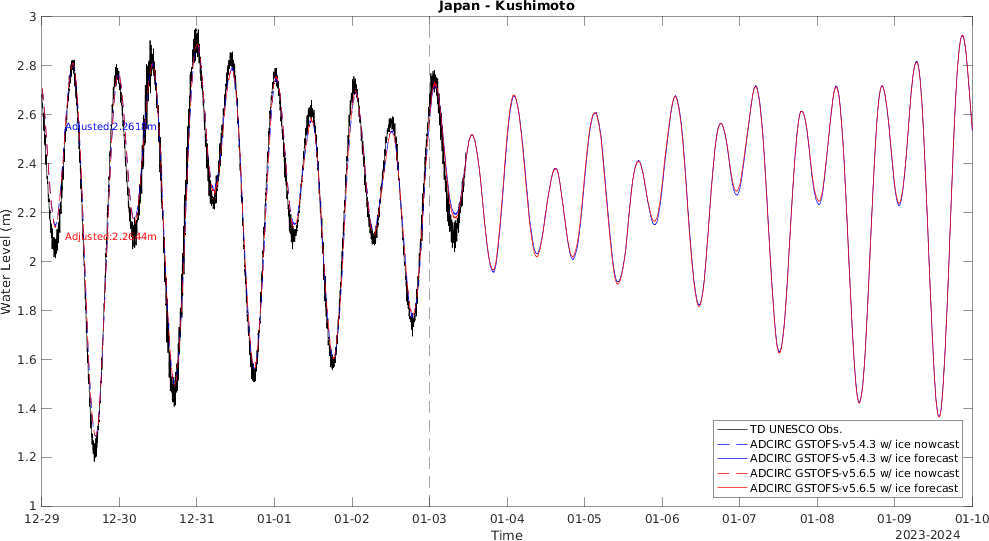 Japan - Kushimoto
3
2.8
2.6
2.4
2.2
2
1.8
1.6
1.4
1.2
1
Water Level (m)
Adjusted:2.2618m
Adjusted:2.2644m
TD UNESCO Obs.
ADCIRC GSTOFS-v5.4.3 w/ ice nowcast
ADCIRC GSTOFS-v5.4.3 w/ ice forecast
ADCIRC GSTOFS-v5.6.5 w/ ice nowcast
ADCIRC GSTOFS-v5.6.5 w/ ice forecast
12-29 12-30 12-31 01-01 01-02 01-03 01-04 01-05 01-06 01-07 01-08 01-09 01-10
Time
2023-2024